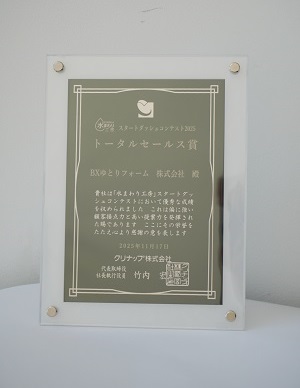 スタートダッシュコンテスト2023
トータルセールス賞
BXゆとりフォーム 株式会社 殿
貴社は「水まわり工房」スタートダッ
シュコンテストにおいて優秀な成績
を収められました これは偏に強い
顧客接点力と高い提案力を発揮され
た賜であります ここにその栄誉を
たたえ心より感謝の意を表します
2023年11月17日
クリナップ株式会社
代表取締役
社長執行役員 竹内 宏